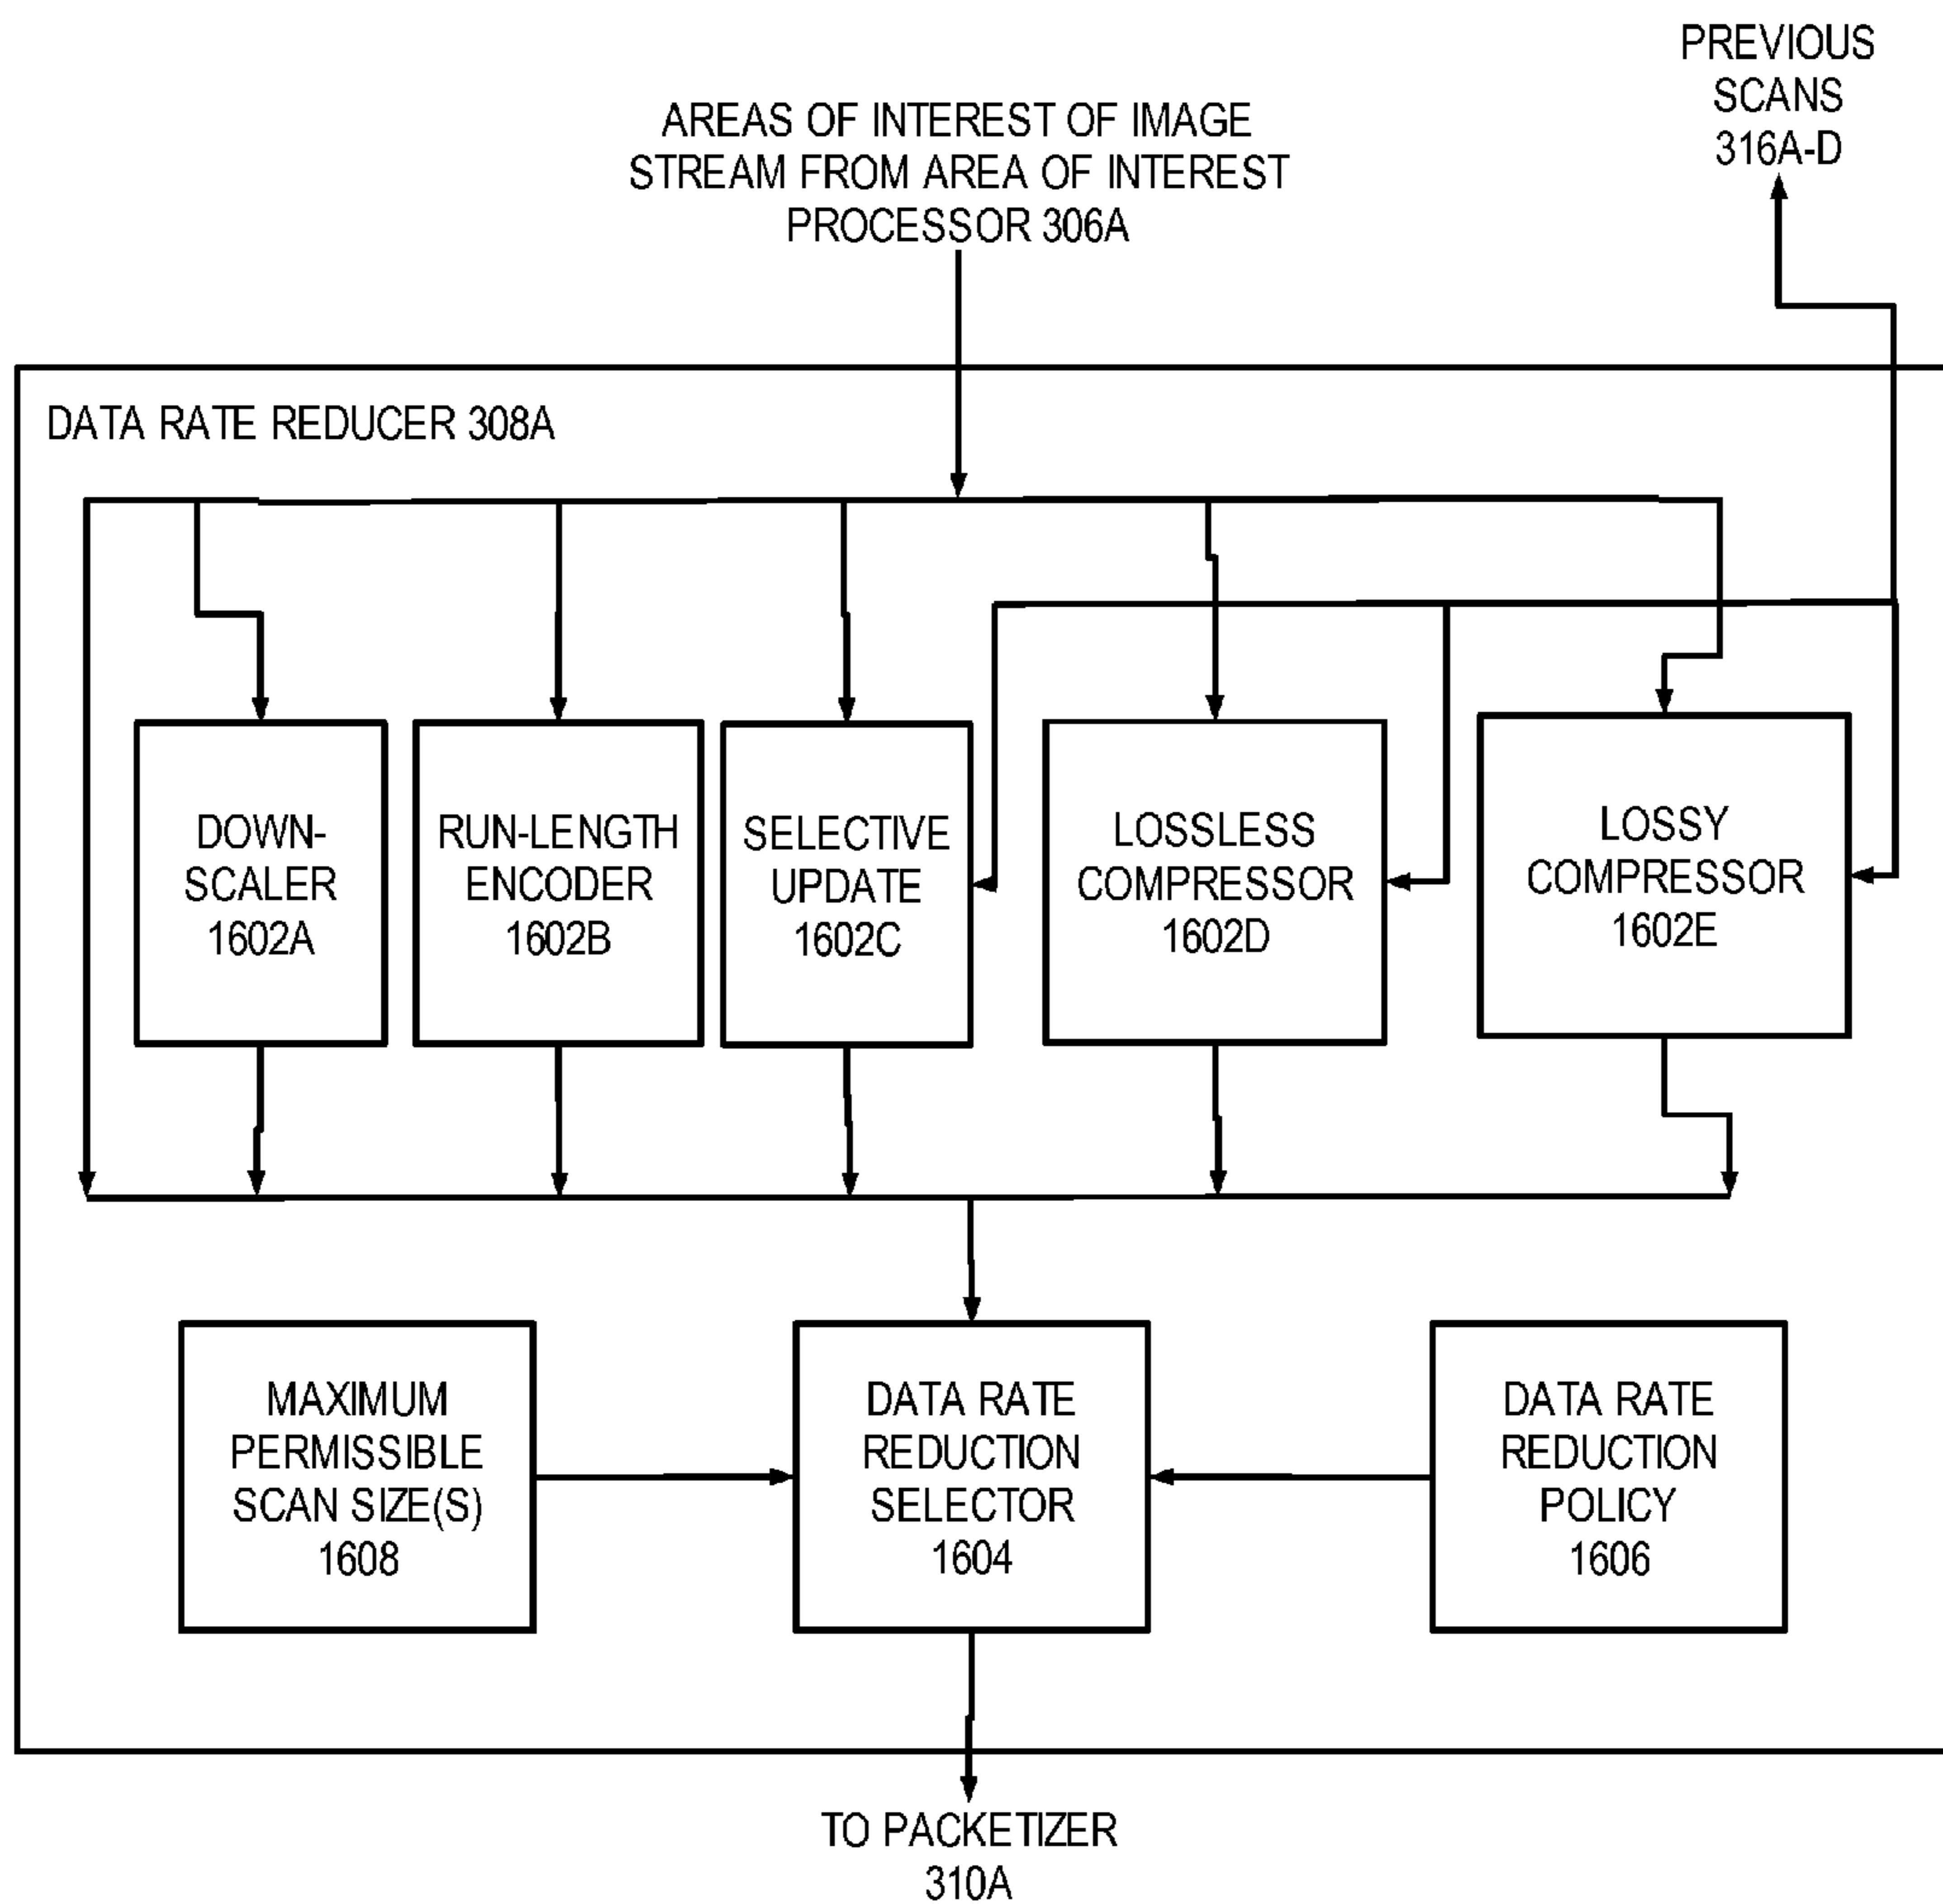 PREVIOUS
SCANS
316A-D
AREAS OF INTEREST OF IMAGE
STREAM FROM AREA OF INTEREST
PROCESSOR 306A
DATA RATE REDUCER 308A
DOWN-
SCALER
1602A
RUN-LENGTH
ENCODER
1602B
SELECTIVE
UPDATE
1602C
LOSSLESS
COMPRESSOR
1602D
LOSSY
COMPRESSOR
1602E
MAXIMUM
PERMISSIBLE
SCAN SIZE(S)
1608
DATA RATE
REDUCTION
SELECTOR
1604
DATA RATE
REDUCTION
POLICY
1606
TO PACKETIZER
310A